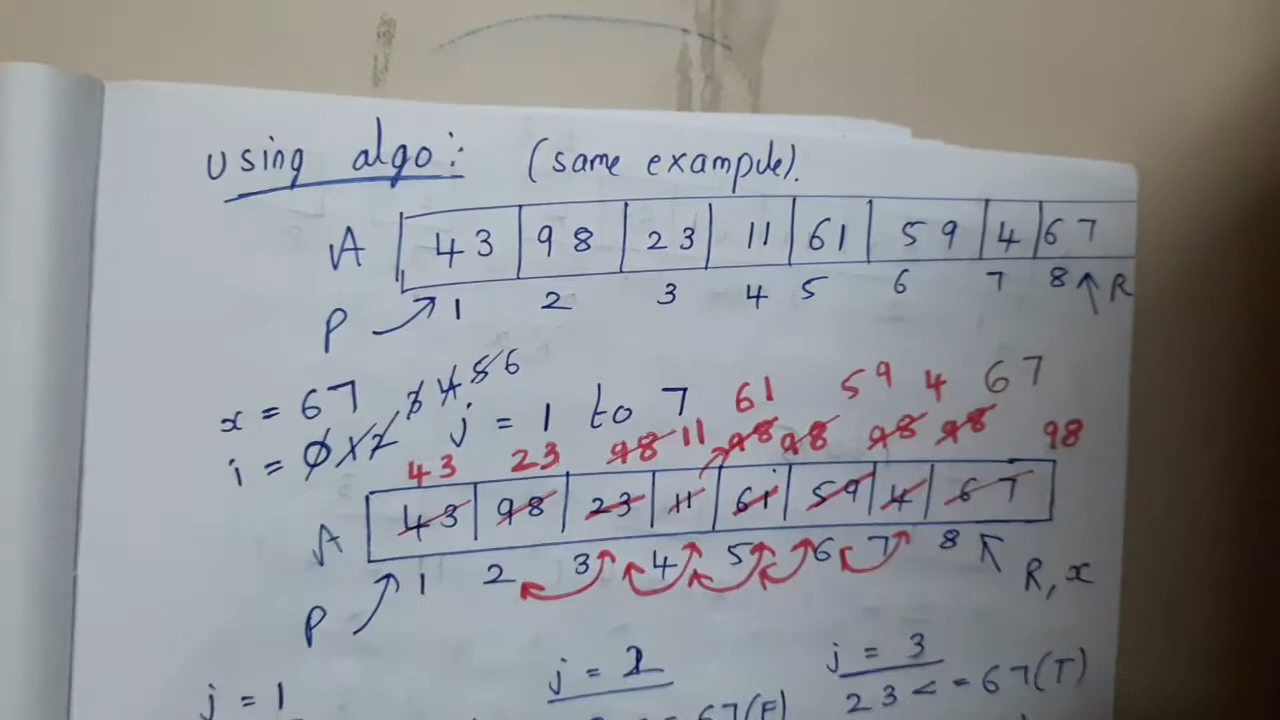 using algo: (same example).
A 43 98 23 11 61 59 4 67
P 1 2 3 4 5 6 7 8 R
x = 67
i = 0 1 2 3 4 5 6 j = 1 to 7
61 59 4 67
43 23 98 11 98 98 98 98 98
A 43 98 23 11 61 59 4 67
P 1 2 3 4 5 6 7 8 R, x
j = 1 j = 2 j = 3
67(F) 23 <= 67(T)